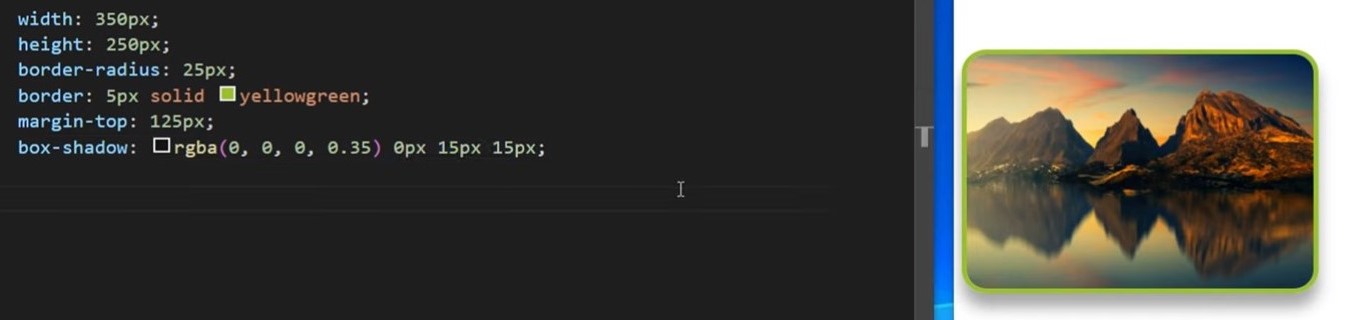 width: 350px;
height: 250px;
border-radius: 25px;
border: 5px solid yellowgreen;
margin-top: 125px;
box-shadow: rgba(0, 0, 0, 0.35) 0px 15px 15px;
T